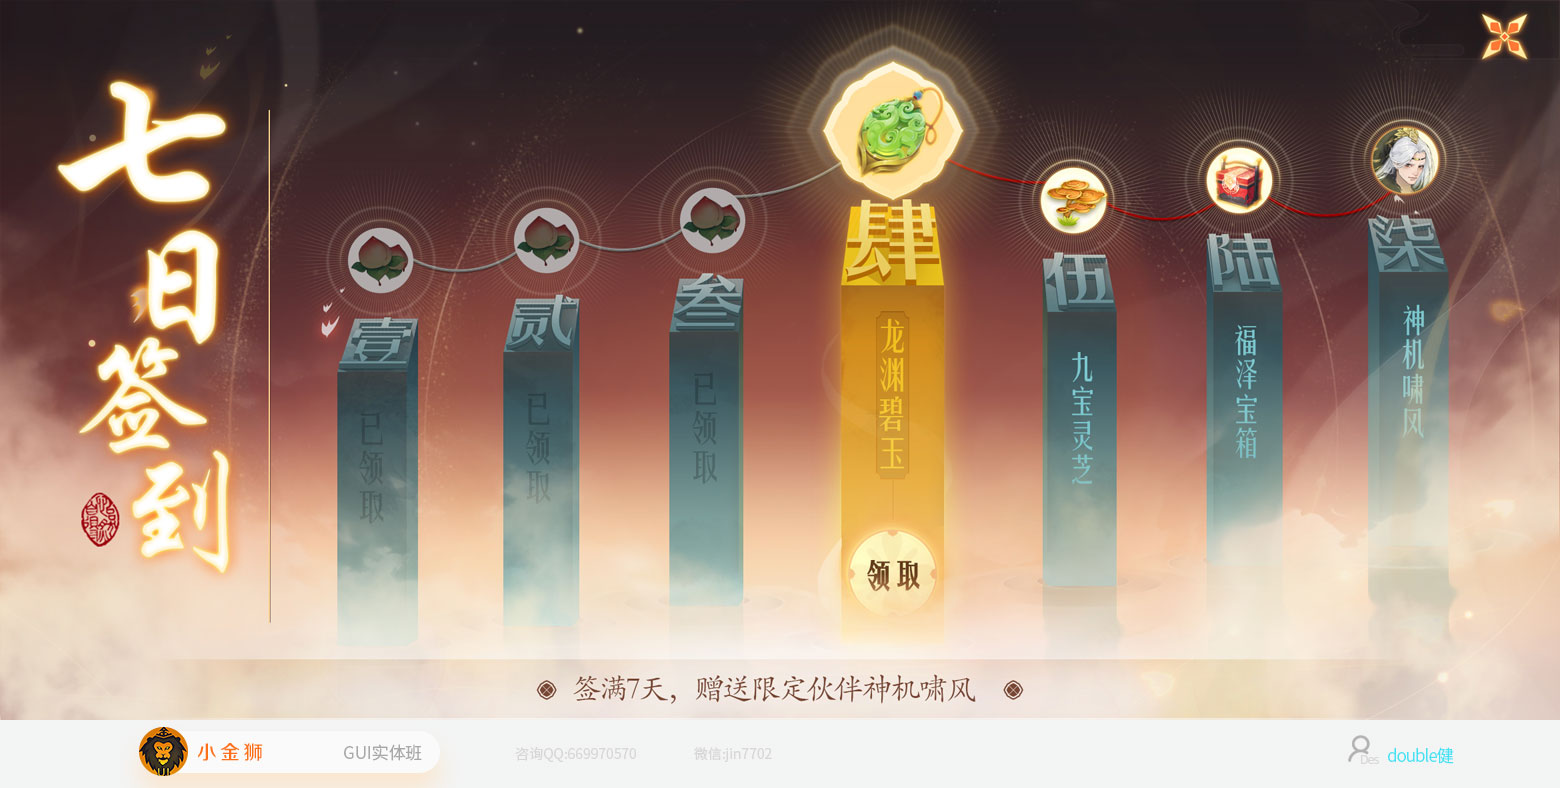 七日签到
壹
已领取
贰
已领取
叁
已领取
肆
龙渊碧玉
领取
伍
九宝灵芝
陆
福泽宝箱
柒
神机啸风
签满7天，赠送限定伙伴神机啸风
小金狮
GUI实体班
咨询QQ:669970570
微信:jin7702
Des
double健